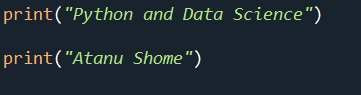 print("Python and Data Science")
print("Atanu Shome")